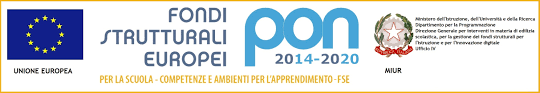 FONDI
STRUTTURALI
EUROPEI
pon
2014-2020
UNIONE EUROPEA
PER LA SCUOLA - COMPETENZE E AMBIENTI PER L'APPRENDIMENTO - FSE
Ministero dell'Istruzione, dell'Università e della Ricerca
Dipartimento per la Programmazione
Direzione Generale per interventi in materia di edilizia
scolastica, per la gestione dei fondi strutturali per
l'istruzione e per l'innovazione digitale
Ufficio IV
MIUR